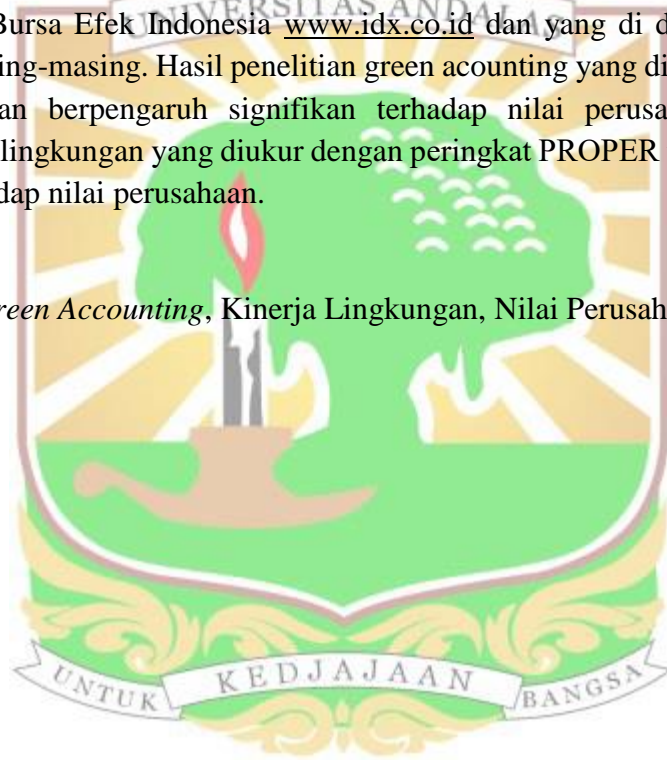 UNIVERSITAS ANDALAS
Bursa Efek Indonesia www.idx.co.id dan yang di d
ing-masing. Hasil penelitian green acounting yang di
an berpengaruh signifikan terhadap nilai perusa
lingkungan yang diukur dengan peringkat PROPER
dap nilai perusahaan.
reen Accounting, Kinerja Lingkungan, Nilai Perusah
UNTUK KEDJAJAAN BANGSA